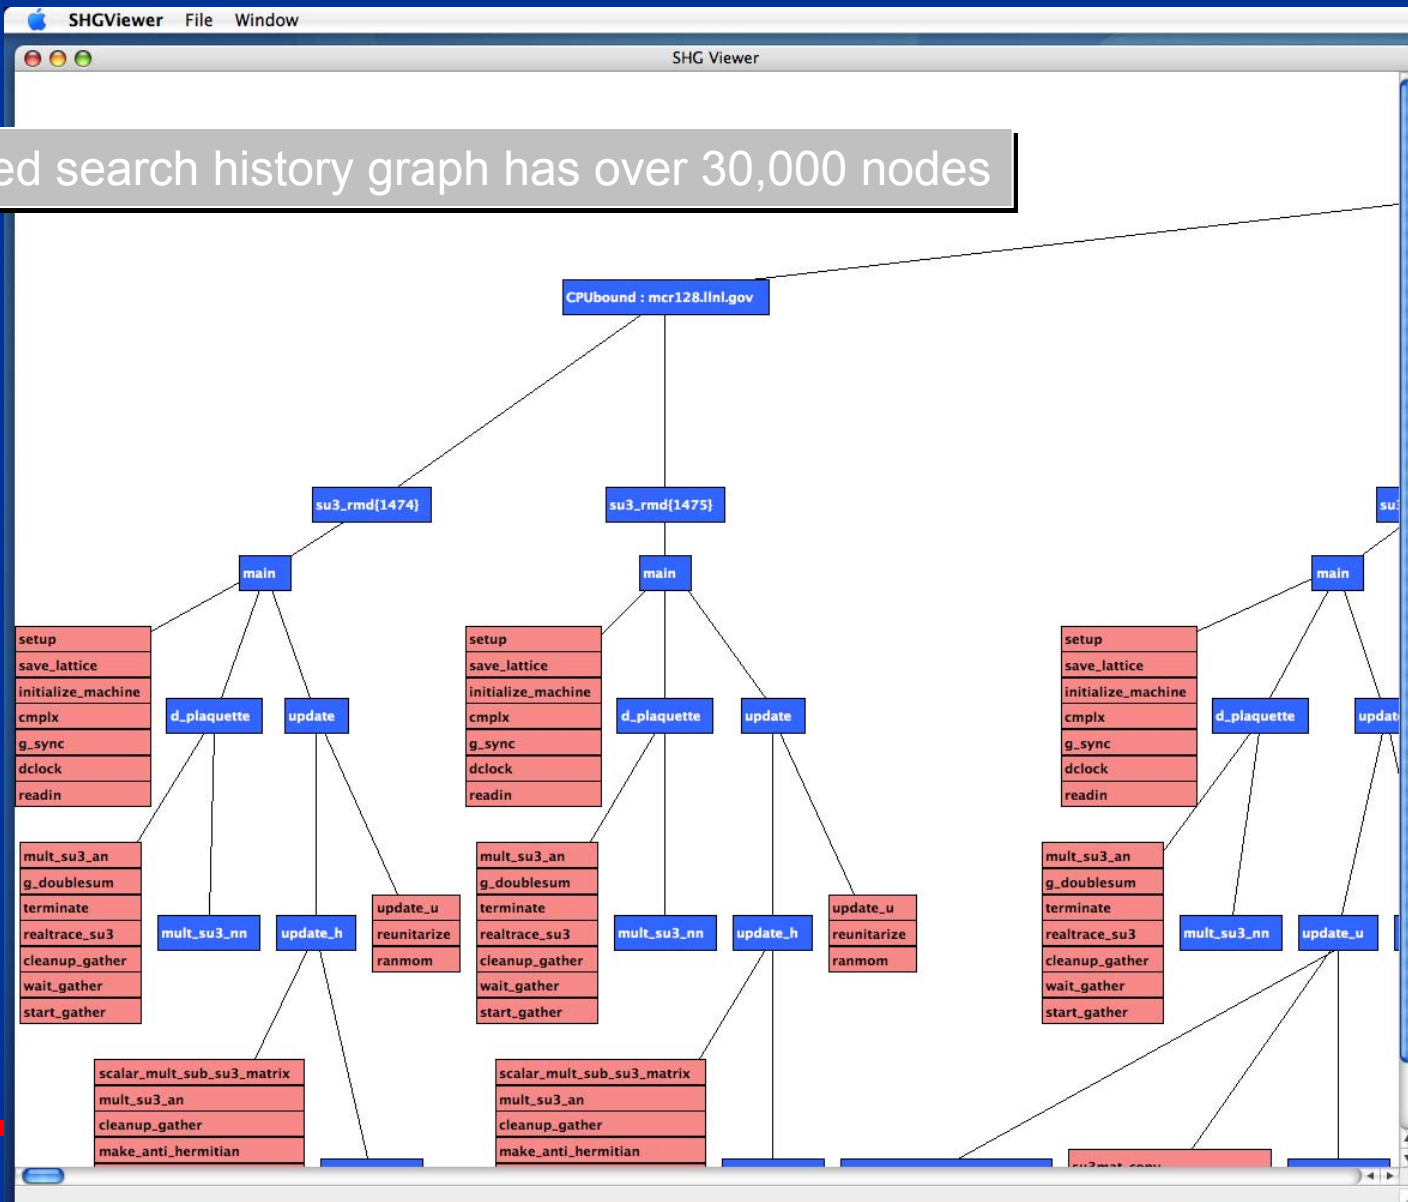 SHGViewer File Window
SHG Viewer
ed search history graph has over 30,000 nodes
CPUbound : mcr128.llnl.gov
su3_rmd{1474}
su3_rmd{1475}
su3
main
main
main
setup
save_lattice
initialize_machine
cmplx
g_sync
dclock
readin
d_plaquette
update
setup
save_lattice
initialize_machine
cmplx
g_sync
dclock
readin
d_plaquette
update
setup
save_lattice
initialize_machine
cmplx
g_sync
dclock
readin
d_plaquette
updat
mult_su3_an
g_doublesum
terminate
realtrace_su3
cleanup_gather
wait_gather
start_gather
mult_su3_nn
update_h
update_u
reunitarize
ranmom
mult_su3_an
g_doublesum
terminate
realtrace_su3
cleanup_gather
wait_gather
start_gather
mult_su3_nn
update_h
update_u
reunitarize
ranmom
mult_su3_an
g_doublesum
terminate
realtrace_su3
cleanup_gather
wait_gather
start_gather
mult_su3_nn
update_u
scalar_mult_sub_su3_matrix
mult_su3_an
cleanup_gather
make_anti_hermitian
scalar_mult_sub_su3_matrix
mult_su3_an
cleanup_gather
make_anti_hermitian
su3mat_copy